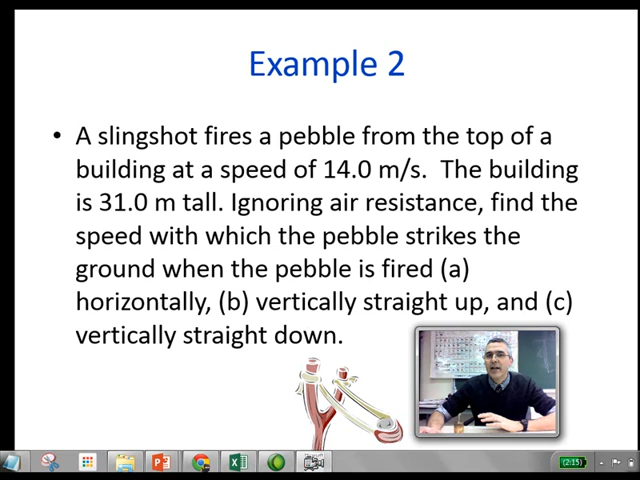 Example 2
• A slingshot fires a pebble from the top of a
building at a speed of 14.0 m/s.  The building
is 31.0 m tall. Ignoring air resistance, find the
speed with which the pebble strikes the
ground when the pebble is fired (a)
horizontally, (b) vertically straight up, and (c)
vertically straight down.
(2:15)